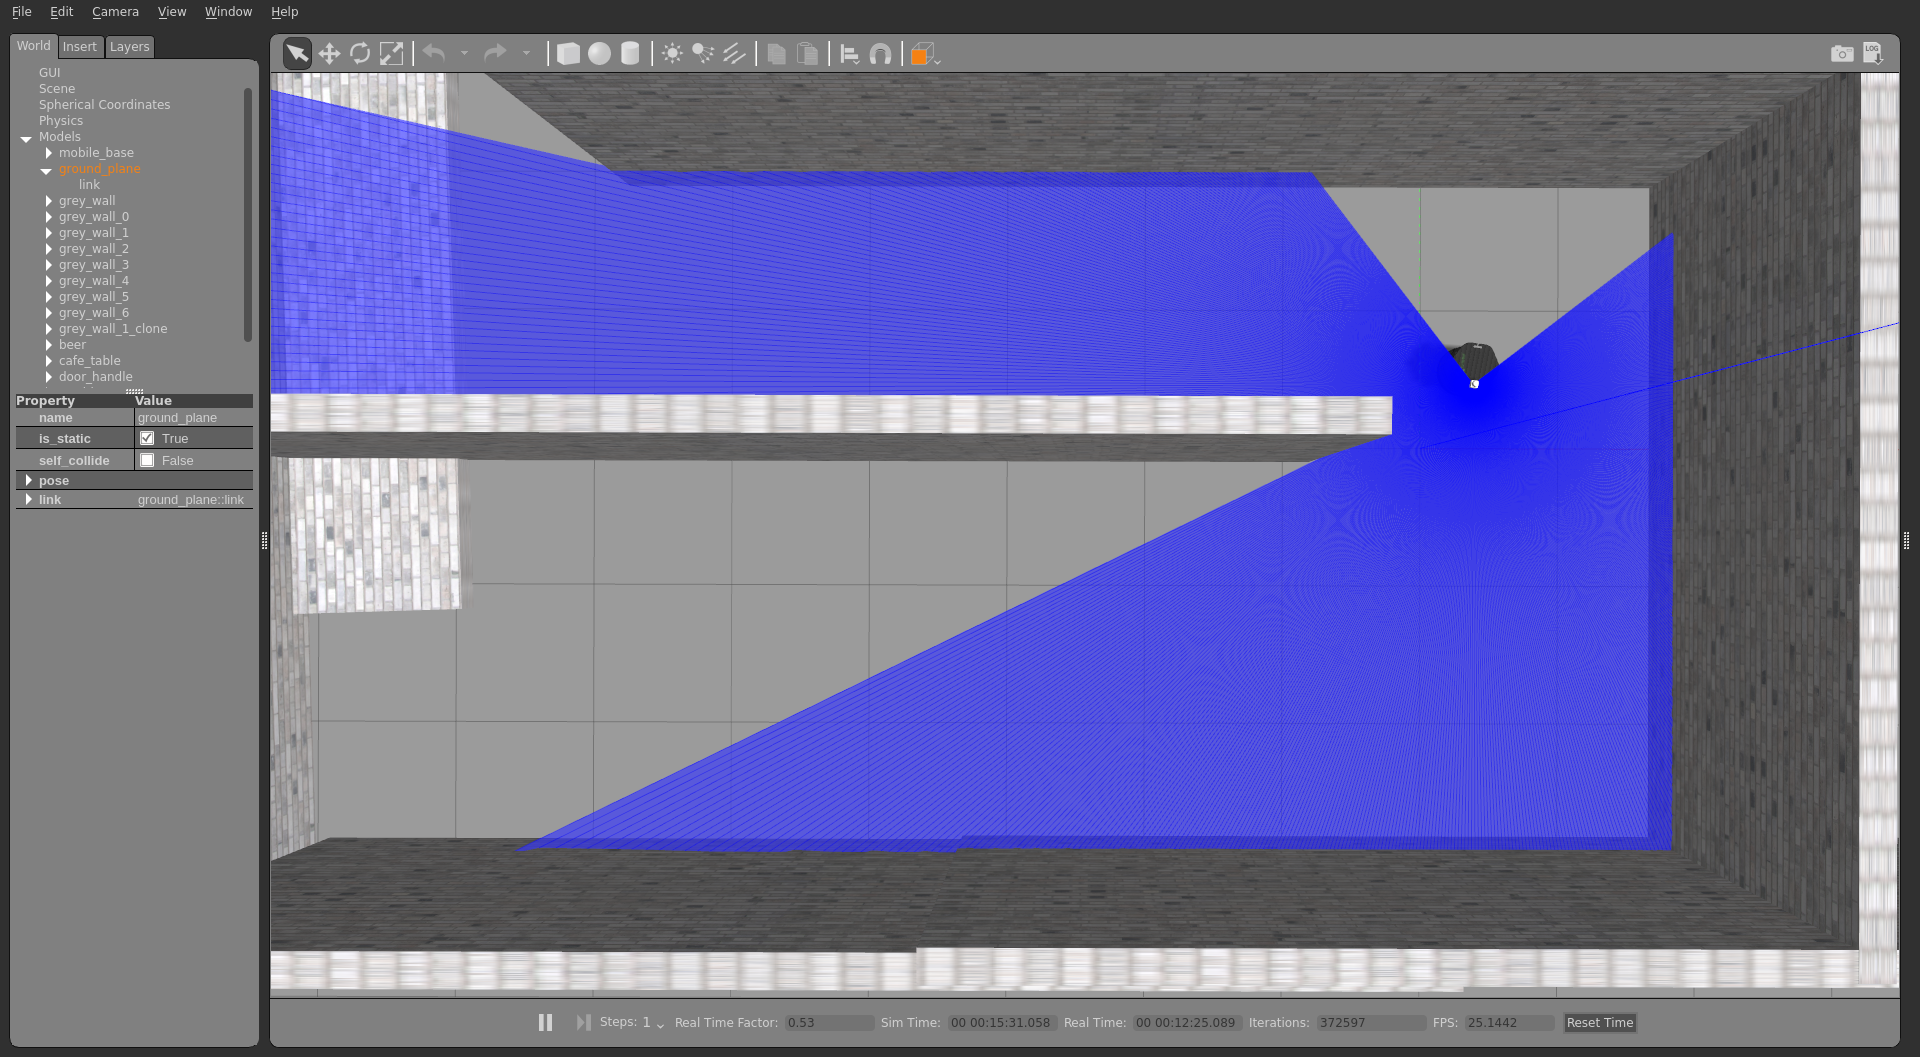 File Edit Camera View Window Help
World Insert Layers
LOG
GUI
Scene
Spherical Coordinates
Physics
Models
mobile_base
ground_plane
link
grey_wall
grey_wall_0
grey_wall_1
grey_wall_2
grey_wall_3
grey_wall_4
grey_wall_5
grey_wall_6
grey_wall_1_clone
beer
cafe_table
door_handle
Property Value
name ground_plane
is_static True
self_collide False
pose
link ground_plane::link
Steps: 1 Real Time Factor: 0.53 Sim Time: 00 00:15:31.058 Real Time: 00 00:12:25.089 Iterations: 372597 FPS: 25.1442 Reset Time